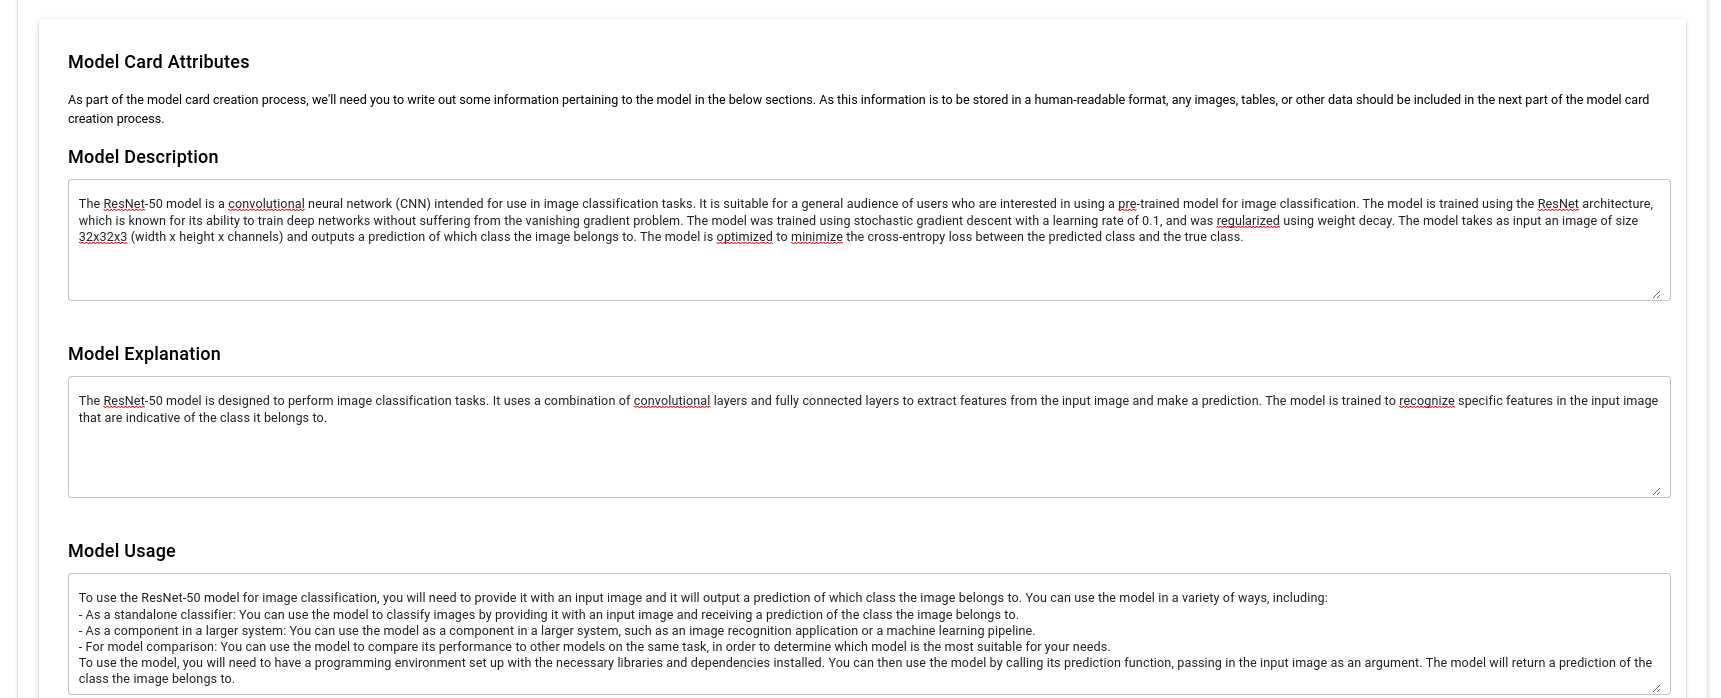 Model Card Attributes
As part of the model card creation process, we'll need you to write out some information pertaining to the model in the below sections. As this information is to be stored in a human-readable format, any images, tables, or other data should be included in the next part of the model card
creation process.
Model Description
The ResNet-50 model is a convolutional neural network (CNN) intended for use in image classification tasks. It is suitable for a general audience of users who are interested in using a pre-trained model for image classification. The model is trained using the ResNet architecture,
which is known for its ability to train deep networks without suffering from the vanishing gradient problem. The model was trained using stochastic gradient descent with a learning rate of 0.1, and was regularized using weight decay. The model takes as input an image of size
32x32x3 (width x height x channels) and outputs a prediction of which class the image belongs to. The model is optimized to minimize the cross-entropy loss between the predicted class and the true class.
Model Explanation
The ResNet-50 model is designed to perform image classification tasks. It uses a combination of convolutional layers and fully connected layers to extract features from the input image and make a prediction. The model is trained to recognize specific features in the input image
that are indicative of the class it belongs to.
Model Usage
To use the ResNet-50 model for image classification, you will need to provide it with an input image and it will output a prediction of which class the image belongs to. You can use the model in a variety of ways, including:
- As a standalone classifier: You can use the model to classify images by providing it with an input image and receiving a prediction of the class the image belongs to.
- As a component in a larger system: You can use the model as a component in a larger system, such as an image recognition application or a machine learning pipeline.
- For model comparison: You can use the model to compare its performance to other models on the same task, in order to determine which model is the most suitable for your needs.
To use the model, you will need to have a programming environment set up with the necessary libraries and dependencies installed. You can then use the model by calling its prediction function, passing in the input image as an argument. The model will return a prediction of the
class the image belongs to.